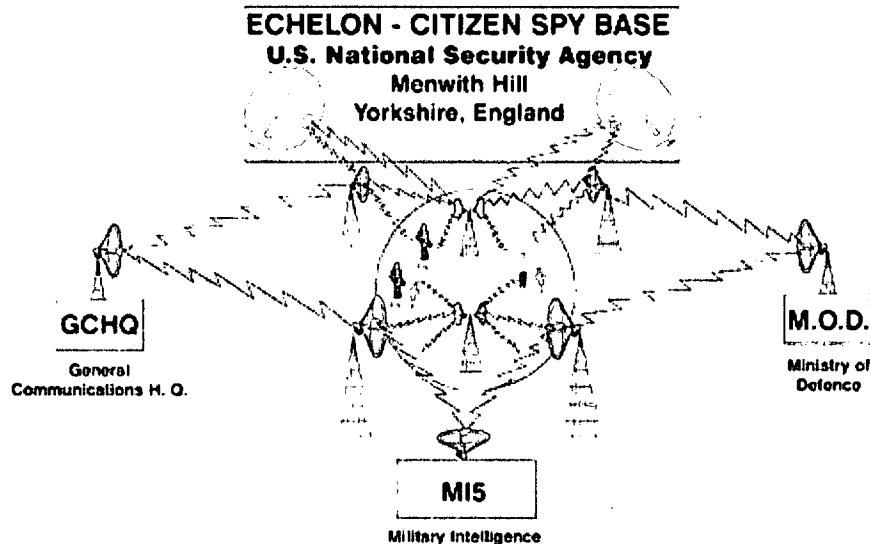 ECHELON - CITIZEN SPY BASE
U.S. National Security Agency
Menwith Hill
Yorkshire, England
GCHQ
General
Communications H. Q.
M.O.D.
Ministry of
Defence
MI5
Military Intelligence